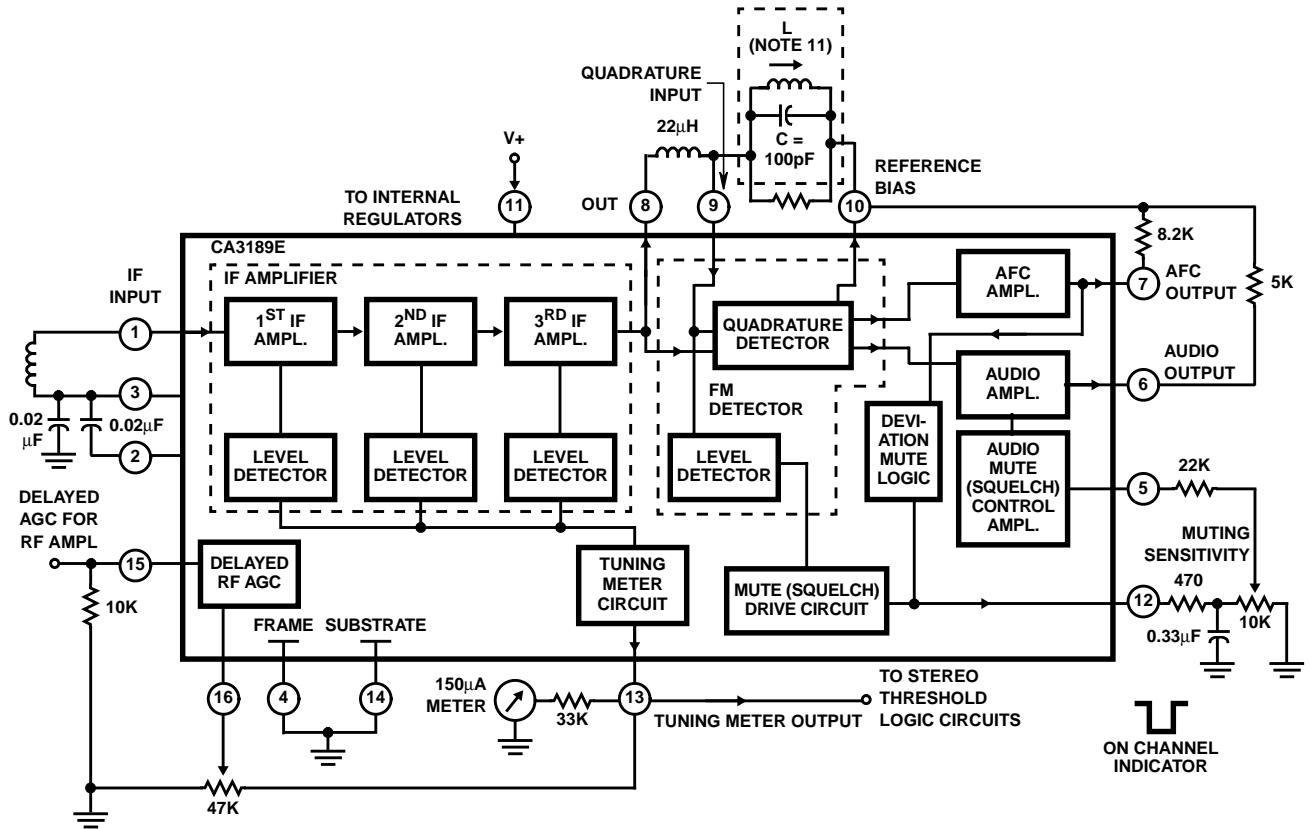 L
(NOTE 11)
QUADRATURE
INPUT
22µH
C =
100pF
V+
REFERENCE
BIAS
TO INTERNAL
REGULATORS
11
OUT
8
9
10
8.2K
CA3189E
IF
INPUT
IF AMPLIFIER
AFC
AMPL.
7
AFC
OUTPUT
5K
1
1ST IF
AMPL.
2ND IF
AMPL.
3RD IF
AMPL.
QUADRATURE
DETECTOR
AUDIO
OUTPUT
3
FM
DETECTOR
AUDIO
AMPL.
6
0.02
µF
0.02µF
2
LEVEL
DETECTOR
LEVEL
DETECTOR
LEVEL
DETECTOR
LEVEL
DETECTOR
DEVI-
ATION
MUTE
LOGIC
AUDIO
MUTE
(SQUELCH)
CONTROL
AMPL.
5
22K
DELAYED
AGC FOR
RF AMPL
MUTING
SENSITIVITY
15
DELAYED
RF AGC
TUNING
METER
CIRCUIT
MUTE (SQUELCH)
DRIVE CIRCUIT
12
470
10K
10K
0.33µF
FRAME
SUBSTRATE
16
4
14
150µA
METER
33K
13
TUNING METER OUTPUT
TO STEREO
THRESHOLD
LOGIC CIRCUITS
ON CHANNEL
INDICATOR
47K